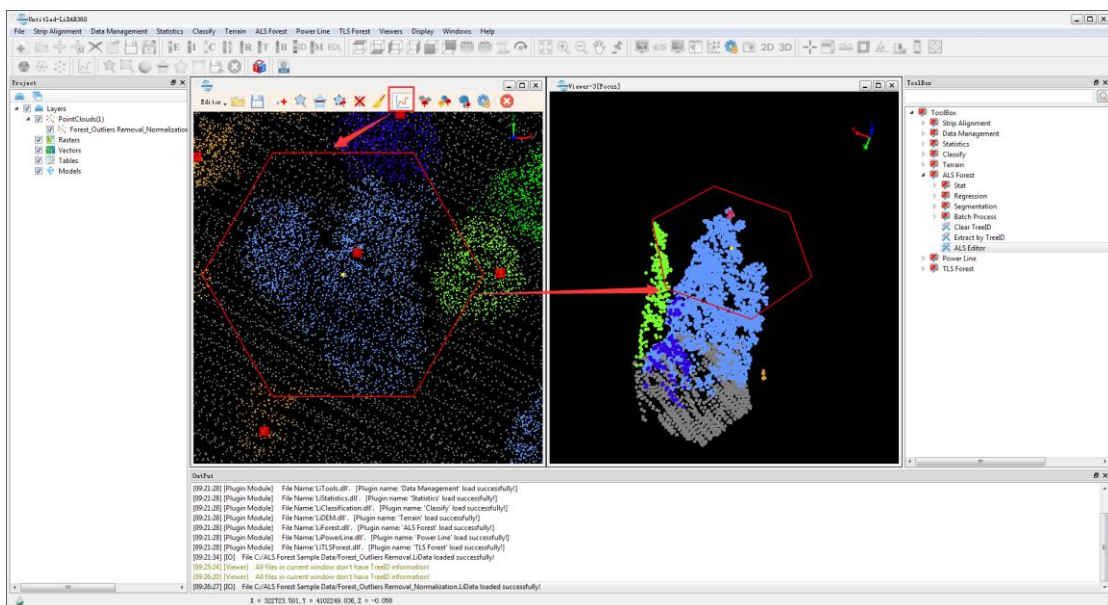 Untitled-LiDAR360
File Strip Alignment Data Management Statistics Classify Terrain ALS Forest Power Line TLS Forest Viewers Display Windows Help
2D 3D
Project
Layers
PointClouds(1)
Forest_Outliers Removal_Normalization
Rasters
Vectors
Tables
Models
Editor
Viewer-3[Focus]
ToolBox
ToolBox
Strip Alignment
Data Management
Statistics
Classify
Terrain
ALS Forest
Stat
Regression
Segmentation
Batch Process
Clear TreeID
Extract by TreeID
ALS Editor
Power Line
TLS Forest
OutPut
[09:21:28] [Plugin Module] File Name:'LiTools.dll'. [Plugin name: 'Data Management' load successfully!]
[09:21:28] [Plugin Module] File Name:'LiStatistics.dll'. [Plugin name: 'Statistics' load successfully!]
[09:21:28] [Plugin Module] File Name:'LiClassification.dll'. [Plugin name: 'Classify' load successfully!]
[09:21:28] [Plugin Module] File Name:'LiDEM.dll'. [Plugin name: 'Terrain' load successfully!]
[09:21:28] [Plugin Module] File Name:'LiForest.dll'. [Plugin name: 'ALS Forest' load successfully!]
[09:21:28] [Plugin Module] File Name:'LiPowerLine.dll'. [Plugin name: 'Power Line' load successfully!]
[09:21:28] [Plugin Module] File Name:'LiTLSForest.dll'. [Plugin name: 'TLS Forest' load successfully!]
[09:21:34] [IO] File C:/ALS Forest Sample Data/Forest_Outliers Removal.LiData loaded successfully!
[09:25:24] [Viewer] All files in current window don't have TreeID information!
[09:26:20] [Viewer] All files in current window don't have TreeID information!
[09:26:27] [IO] File C:/ALS Forest Sample Data/Forest_Outliers Removal_Normalization.LiData loaded successfully!
X = 322723.501, Y = 4102249.036, Z = -0.058